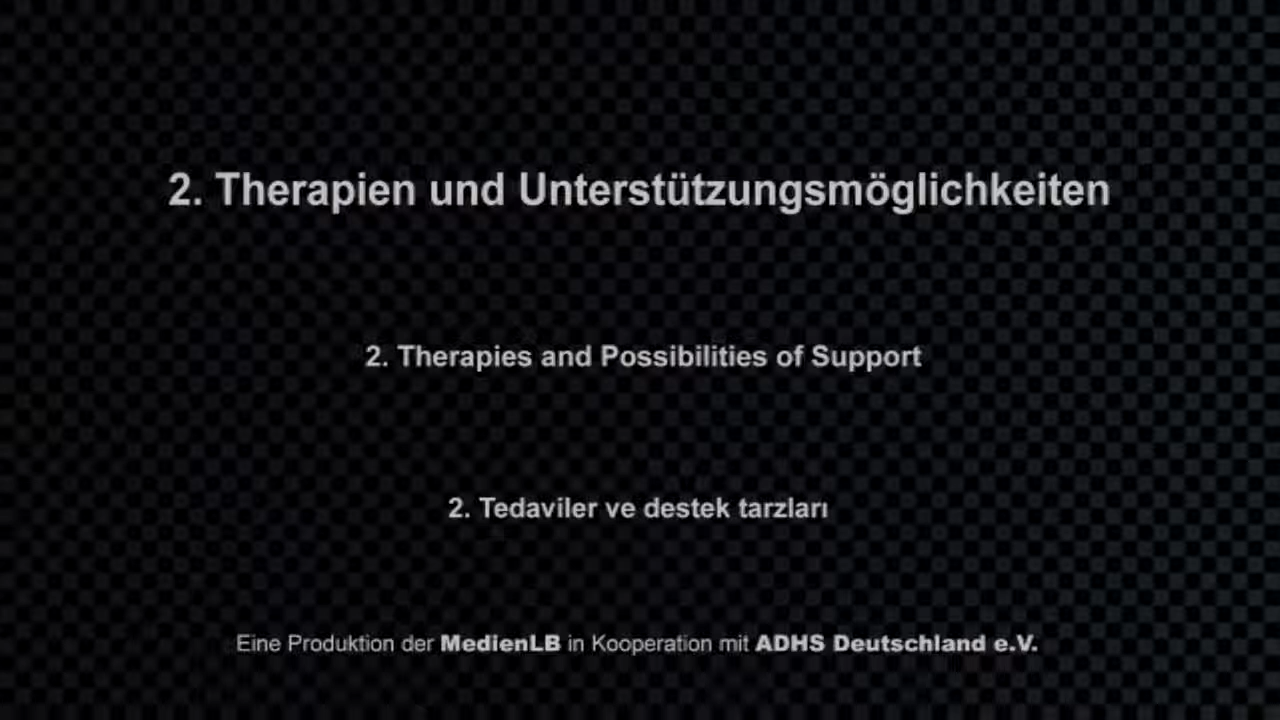 2. Therapien und Unterstützungsmöglichkeiten
2. Therapies and Possibilities of Support
2. Tedaviler ve destek tarzları
Eine Produktion der MedienLB in Kooperation mit ADHS Deutschland e.V.